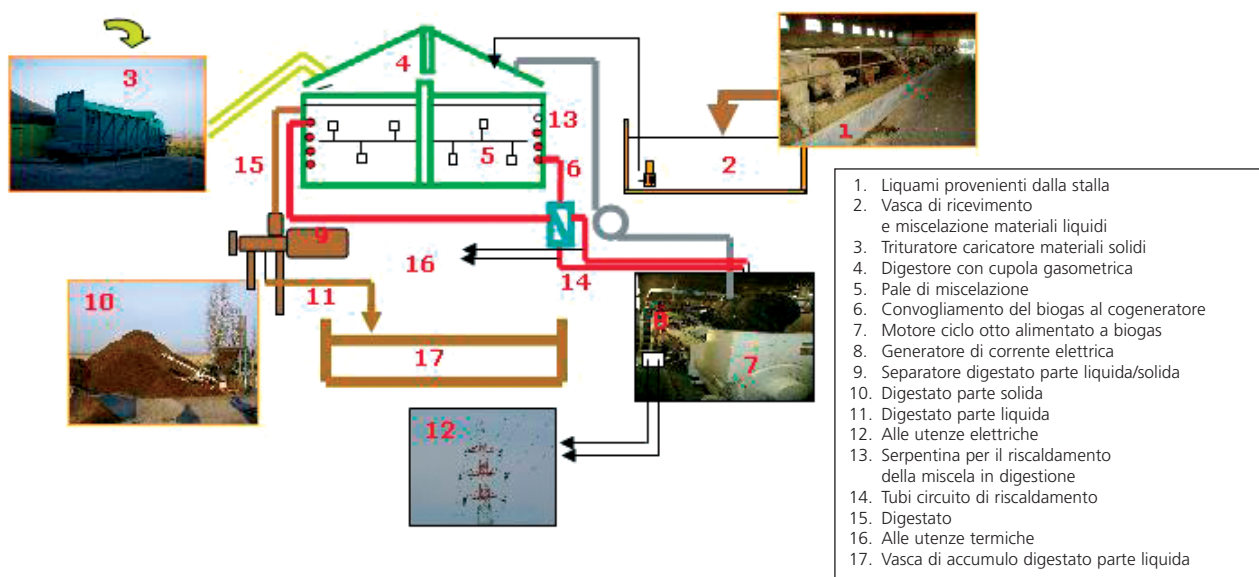 3
4
13
5
15
6
2
1
9
16
14
10
11
17
8
7
12
1. Liquami provenienti dalla stalla
2. Vasca di ricevimento
e miscelazione materiali liquidi
3. Trituratore caricatore materiali solidi
4. Digestore con cupola gasometrica
5. Pale di miscelazione
6. Convogliamento del biogas al cogeneratore
7. Motore ciclo otto alimentato a biogas
8. Generatore di corrente elettrica
9. Separatore digestato parte liquida/solida
10. Digestato parte solida
11. Digestato parte liquida
12. Alle utenze elettriche
13. Serpentina per il riscaldamento
della miscela in digestione
14. Tubi circuito di riscaldamento
15. Digestato
16. Alle utenze termiche
17. Vasca di accumulo digestato parte liquida